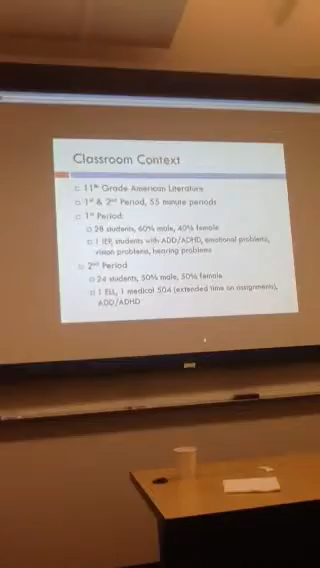 Classroom Context
11th Grade American Literature
1st & 2nd Period, 55 minute periods
1st Period:
28 students, 60% male, 40% female
1 IEP, students with ADD/ADHD, emotional problems,
vision problems, hearing problems
2nd Period
24 students, 50% male, 50% female
1 ELL, 1 medical 504 (extended time on assignments),
ADD/ADHD